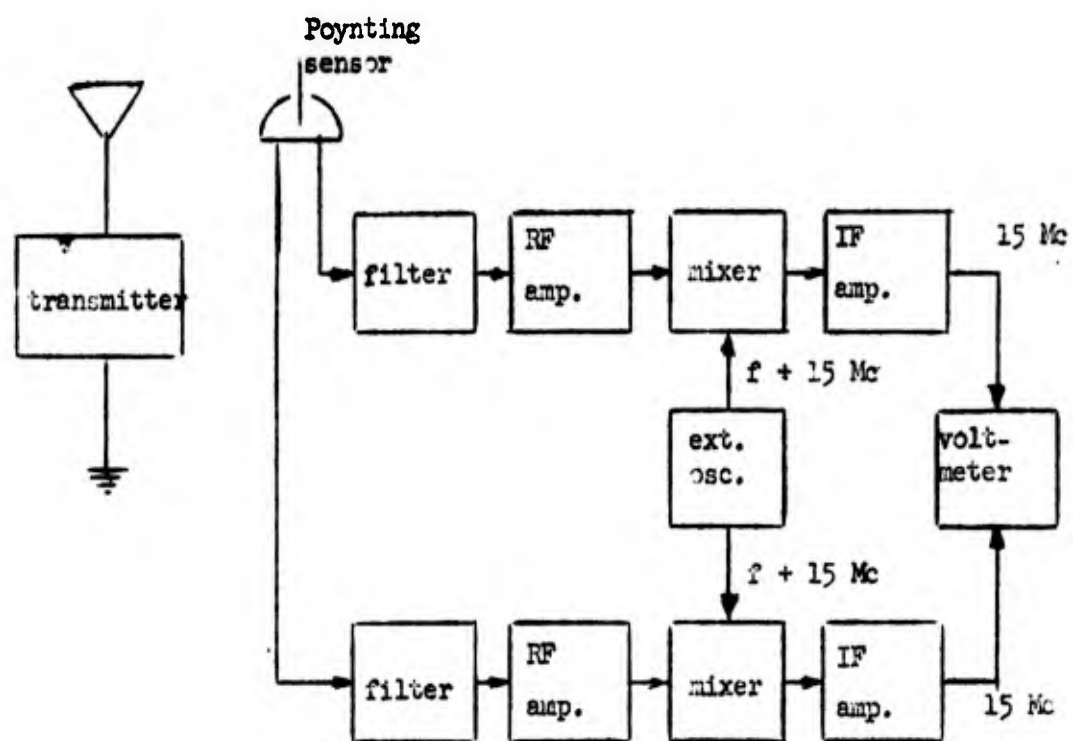 Poynting
sensor
transmitter
filter
RF
amp.
mixer
IF
amp.
15 Mc
f + 15 Mc
ext.
osc.
volt-
meter
f + 15 Mc
filter
RF
amp.
mixer
IF
amp.
15 Mc